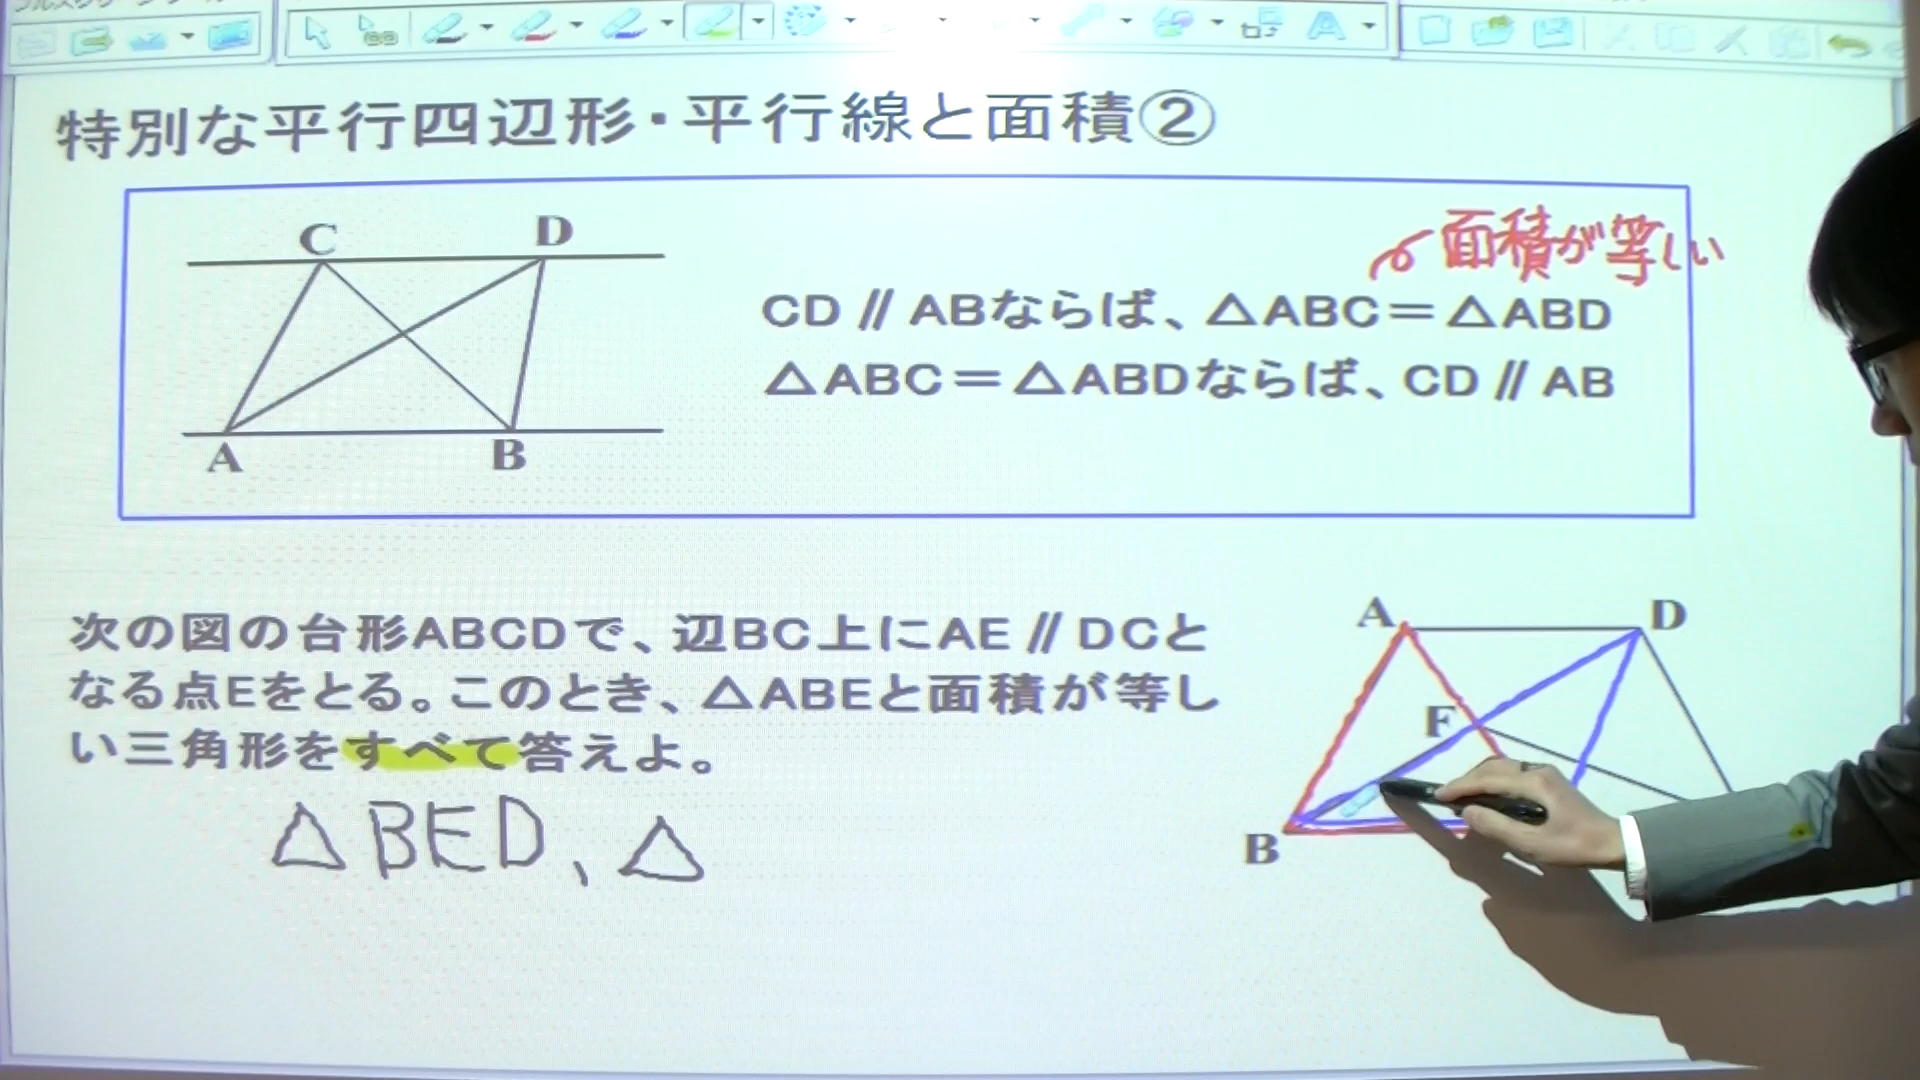 特別な平行四辺形・平行線と面積②
C D
面積が等しい
CD // ABならば、△ABC＝△ABD
△ABC＝△ABDならば、CD // AB
A B
次の図の台形ABCDで、辺BC上にAE // DCと
なる点Eをとる。このとき、△ABEと面積が等し
い三角形をすべて答えよ。
△BED、△
A D
F
B